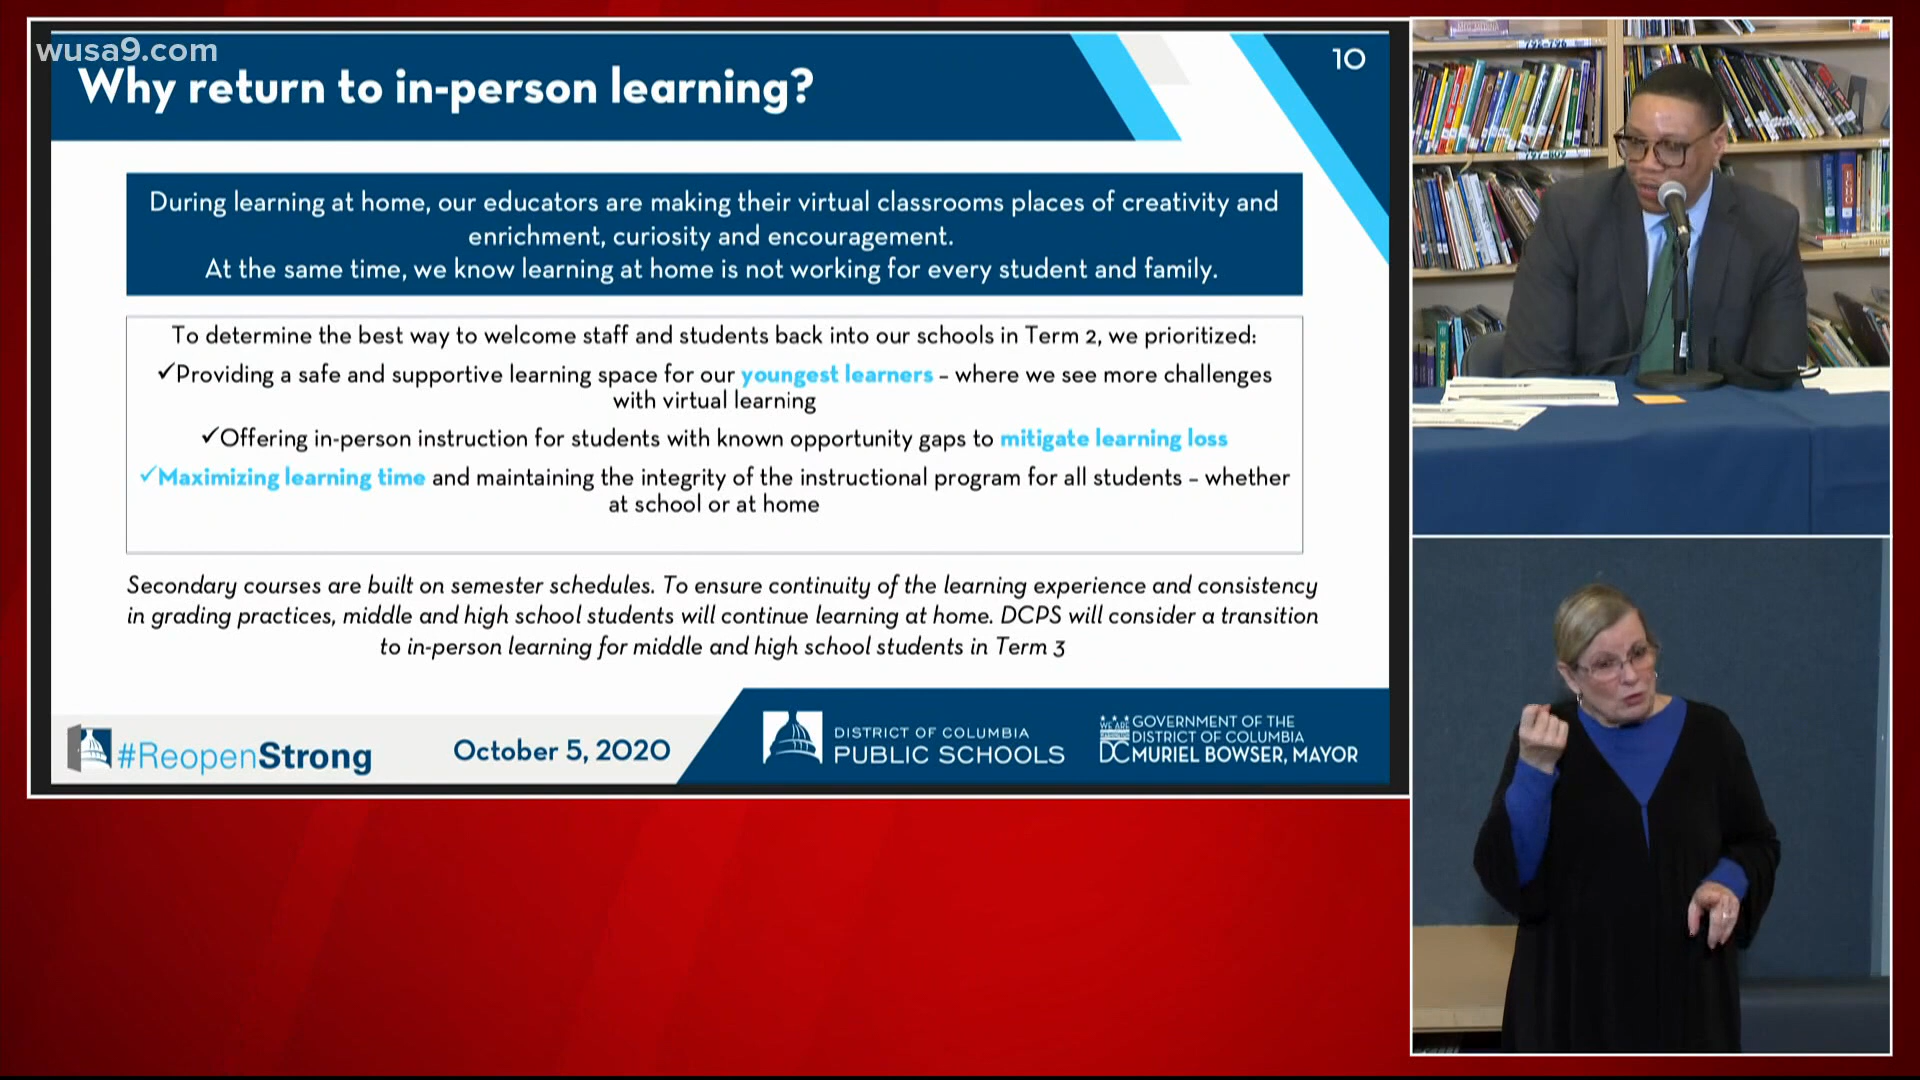 wusa9.com
10
Why return to in-person learning?
During learning at home, our educators are making their virtual classrooms places of creativity and
enrichment, curiosity and encouragement.
At the same time, we know learning at home is not working for every student and family.
To determine the best way to welcome staff and students back into our schools in Term 2, we prioritized:
✓Providing a safe and supportive learning space for our youngest learners – where we see more challenges
with virtual learning
✓Offering in-person instruction for students with known opportunity gaps to mitigate learning loss
✓Maximizing learning time and maintaining the integrity of the instructional program for all students – whether
at school or at home
Secondary courses are built on semester schedules. To ensure continuity of the learning experience and consistency
in grading practices, middle and high school students will continue learning at home. DCPS will consider a transition
to in-person learning for middle and high school students in Term 3
#ReopenStrong
October 5, 2020
DISTRICT OF COLUMBIA
PUBLIC SCHOOLS
WE ARE
DC
GOVERNMENT OF THE
DISTRICT OF COLUMBIA
MURIEL BOWSER, MAYOR
792-796
797-809